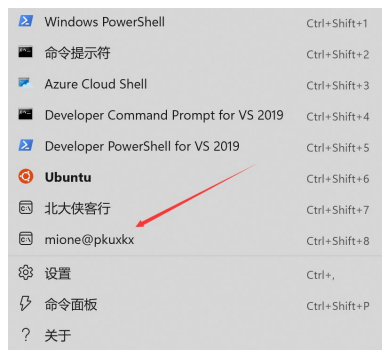 Windows PowerShell Ctrl+Shift+1
命令提示符 Ctrl+Shift+2
Azure Cloud Shell Ctrl+Shift+3
Developer Command Prompt for VS 2019 Ctrl+Shift+4
Developer PowerShell for VS 2019 Ctrl+Shift+5
Ubuntu Ctrl+Shift+6
北大侠客行 Ctrl+Shift+7
mione@pkuxkx Ctrl+Shift+8
设置 Ctrl+,
命令面板 Ctrl+Shift+P
关于